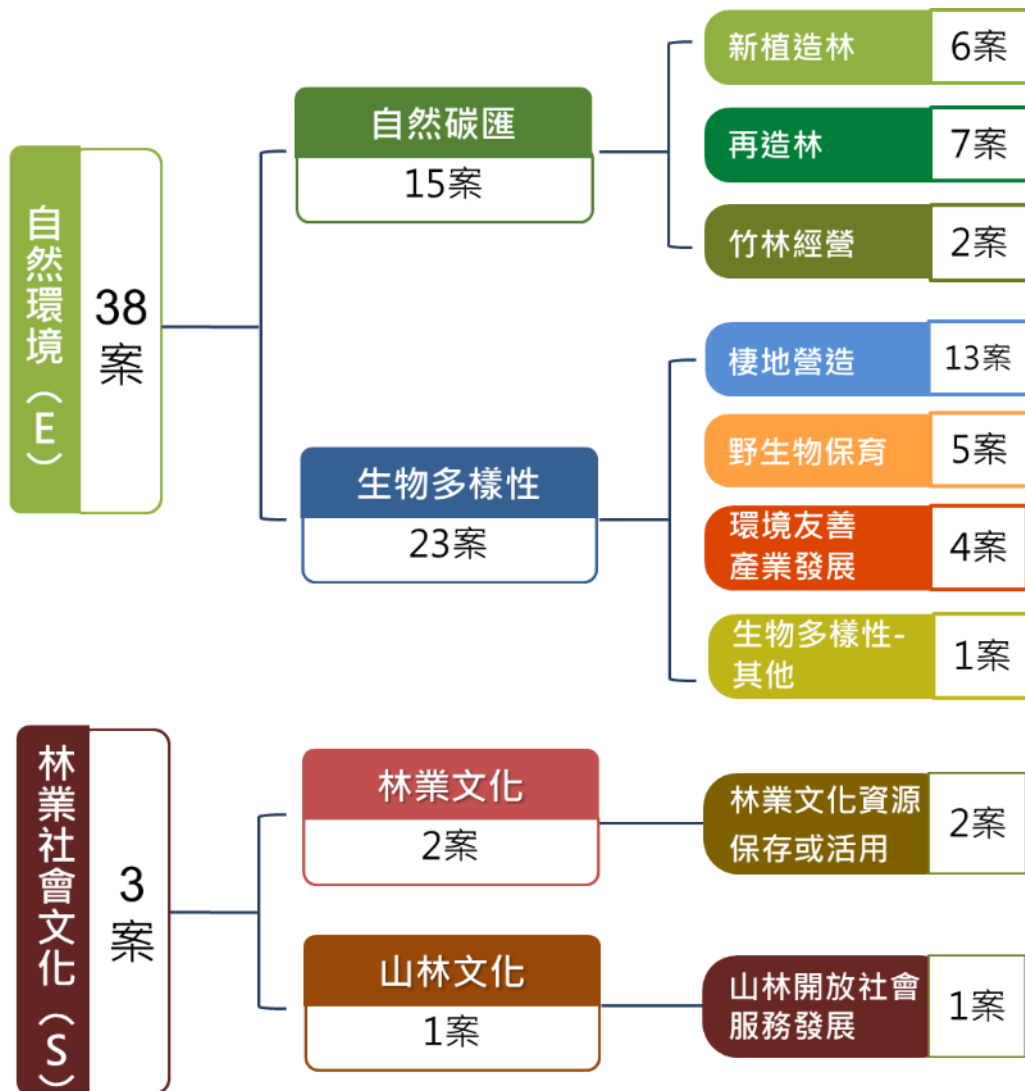 自然環境（E）
38
案
自然碳匯
15案
新植造林
6案
再造林
7案
竹林經營
2案
生物多樣性
23案
棲地營造
13案
野生物保育
5案
環境友善
產業發展
4案
生物多樣性-
其他
1案
林業社會文化（S）
3
案
林業文化
2案
林業文化資源
保存或活用
2案
山林文化
1案
山林開放社會
服務發展
1案